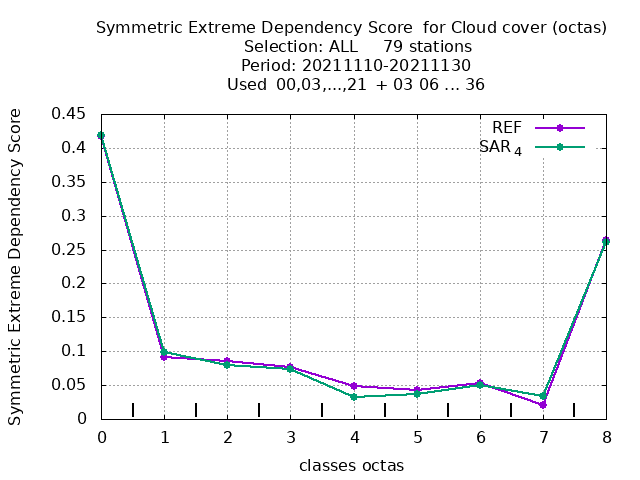 Symmetric Extreme Dependency Score for Cloud cover (octas)
Selection: ALL 79 stations
Period: 20211110-20211130
Used 00,03,...,21 + 03 06 ... 36
Symmetric Extreme Dependency Score
0.45
0.4
0.35
0.3
0.25
0.2
0.15
0.1
0.05
0
REF
SAR 4
0 1 2 3 4 5 6 7 8
classes octas